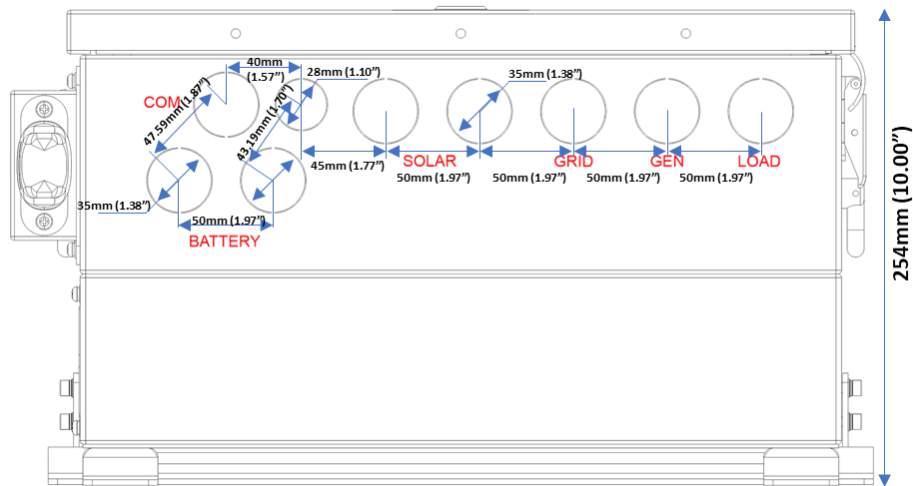 40mm
(1.57”)
28mm (1.10”)
35mm (1.38”)
COM
47.59mm (1.87”)
43.19mm (1.70”)
45mm (1.77”)
SOLAR
GRID
GEN
LOAD
50mm (1.97”)
50mm (1.97”)
50mm (1.97”)
50mm (1.97”)
35mm (1.38”)
50mm (1.97”)
BATTERY
254mm (10.00”)